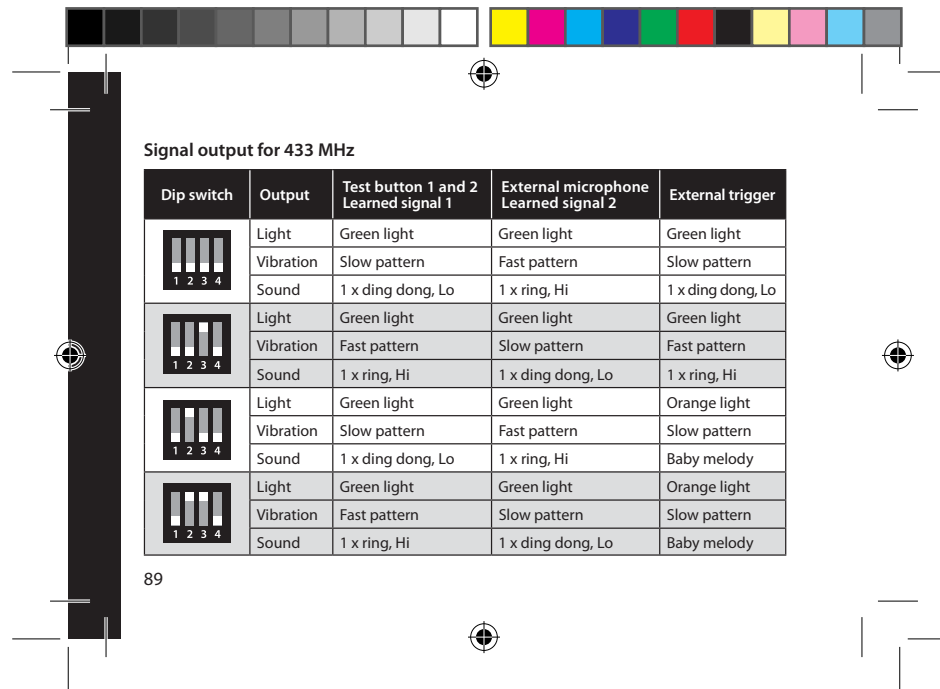 Signal output for 433 MHz
Dip switch Output Test button 1 and 2 Learned signal 1 External microphone Learned signal 2 External trigger
1 2 3 4
Light Green light Green light Green light
Vibration Slow pattern Fast pattern Slow pattern
Sound 1 x ding dong, Lo 1 x ring, Hi 1 x ding dong, Lo
1 2 3 4
Light Green light Green light Green light
Vibration Fast pattern Slow pattern Fast pattern
Sound 1 x ring, Hi 1 x ding dong, Lo 1 x ring, Hi
1 2 3 4
Light Green light Green light Orange light
Vibration Slow pattern Fast pattern Slow pattern
Sound 1 x ding dong, Lo 1 x ring, Hi Baby melody
1 2 3 4
Light Green light Green light Orange light
Vibration Fast pattern Slow pattern Slow pattern
Sound 1 x ring, Hi 1 x ding dong, Lo Baby melody
89